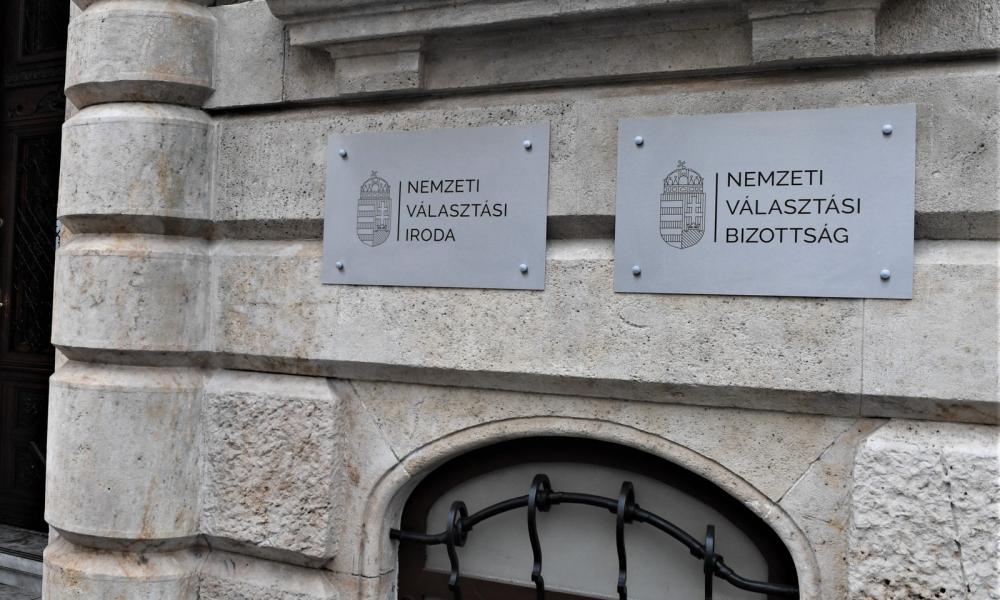 NEMZETI
VÁLASZTÁSI
IRODA
NEMZETI
VÁLASZTÁSI
BIZOTTSÁG